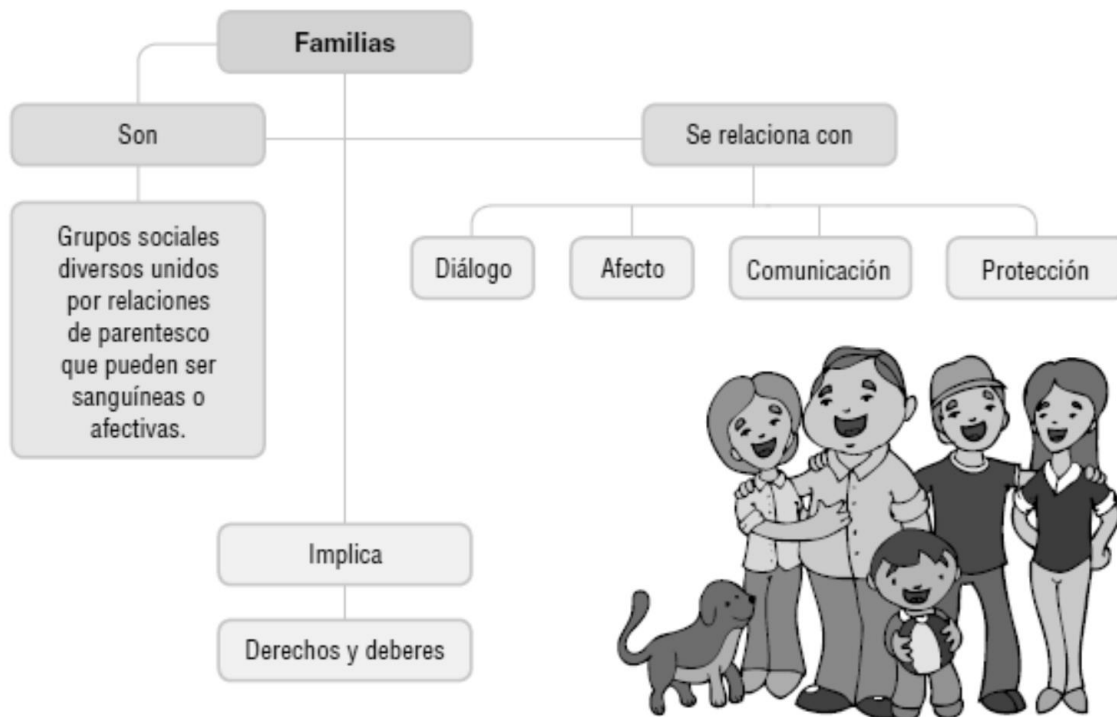 Familias
Son
Se relaciona con
Grupos sociales
diversos unidos
por relaciones
de parentesco
que pueden ser
sanguíneas o
afectivas.
Diálogo
Afecto
Comunicación
Protección
Implica
Derechos y deberes